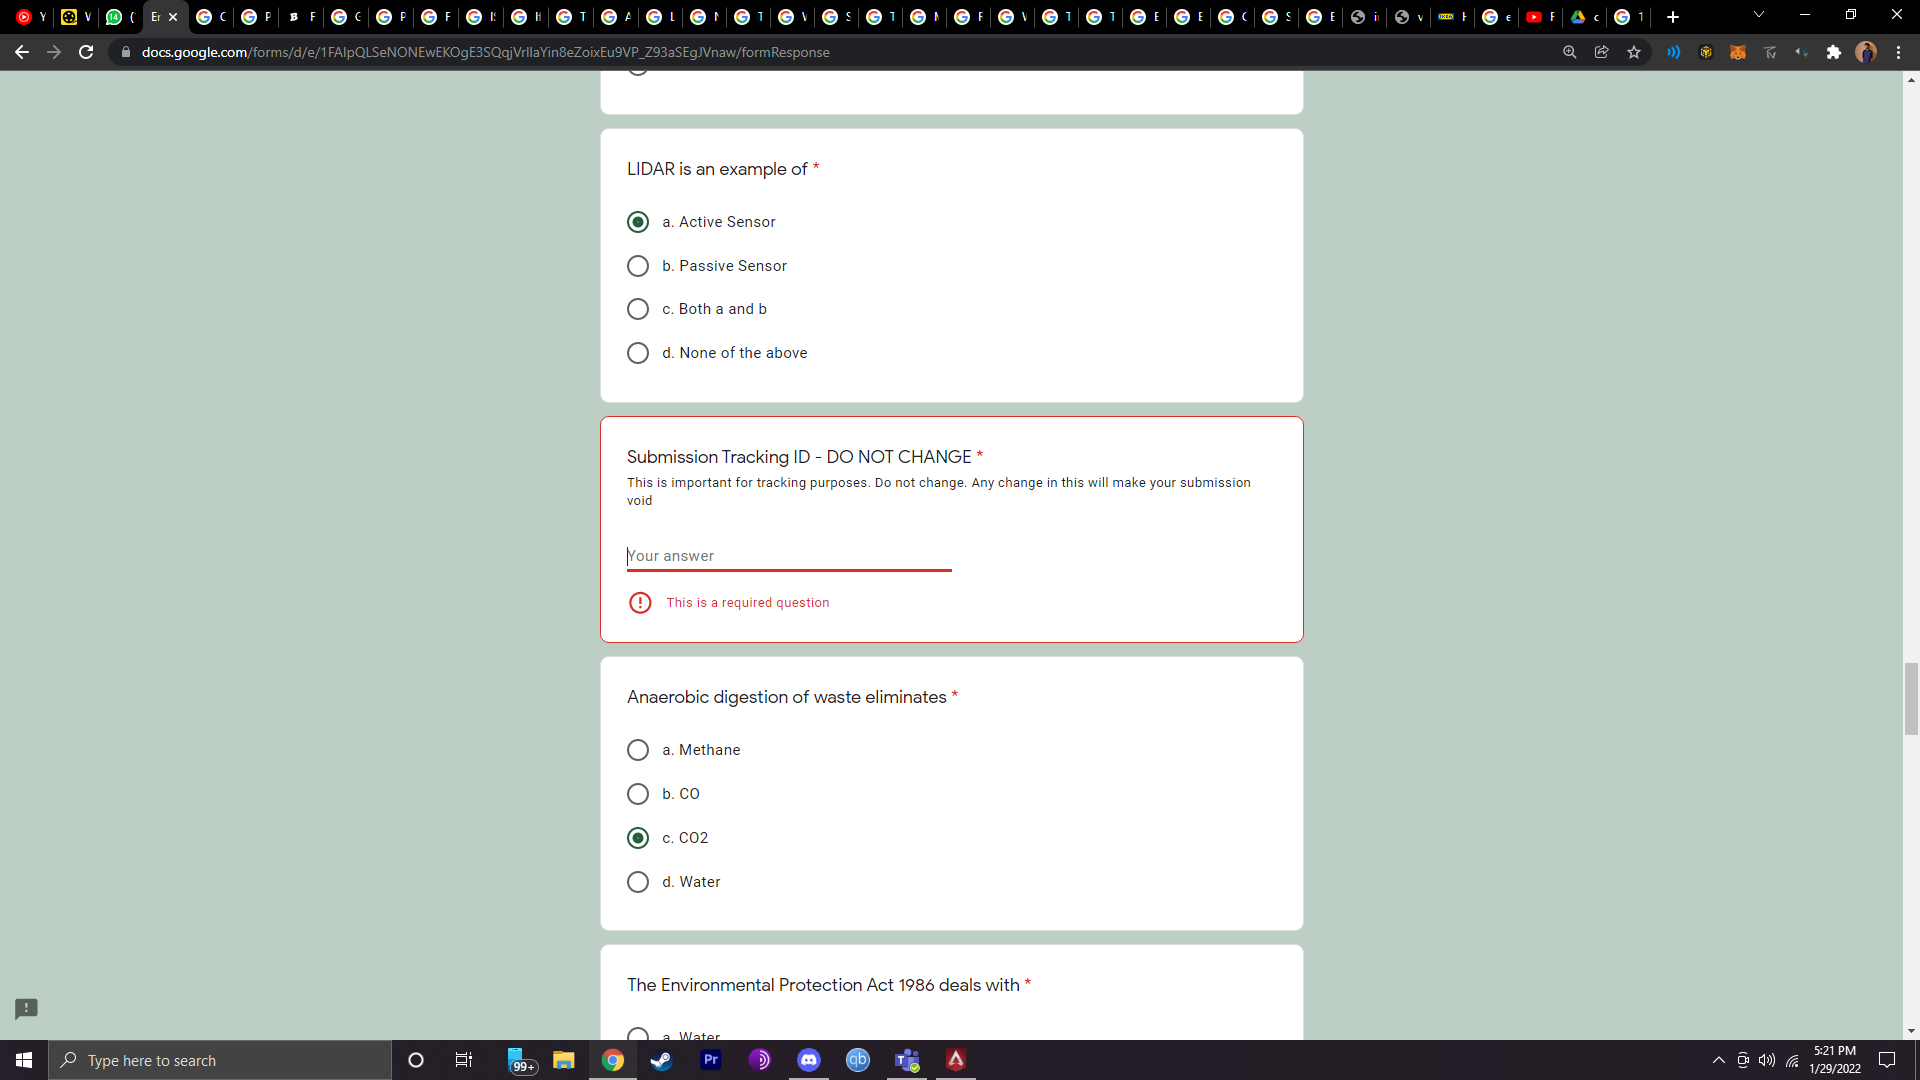 docs.google.com/forms/d/e/1FAIpQLSeNONEwEKOgE3SQqjVrIlaYin8eZoixEu9VP_Z93aSEgJVnaw/formResponse
LIDAR is an example of *
a. Active Sensor
b. Passive Sensor
c. Both a and b
d. None of the above
Submission Tracking ID - DO NOT CHANGE *
This is important for tracking purposes. Do not change. Any change in this will make your submission
void
Your answer
This is a required question
Anaerobic digestion of waste eliminates *
a. Methane
b. CO
c. CO2
d. Water
The Environmental Protection Act 1986 deals with *
a. Water
Type here to search
99+
Pr
qb
5:21 PM
1/29/2022